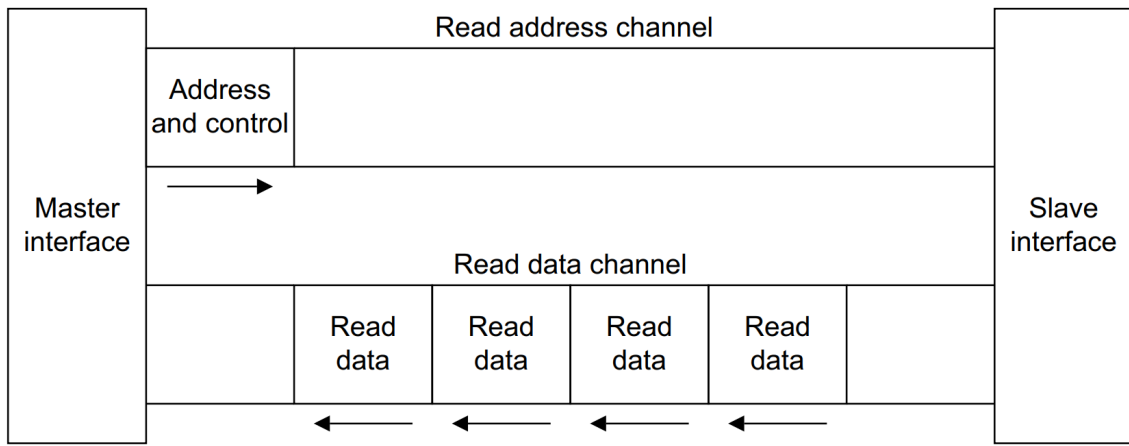 Read address channel
Address
and control
Master
interface
Slave
interface
Read data channel
Read
data
Read
data
Read
data
Read
data